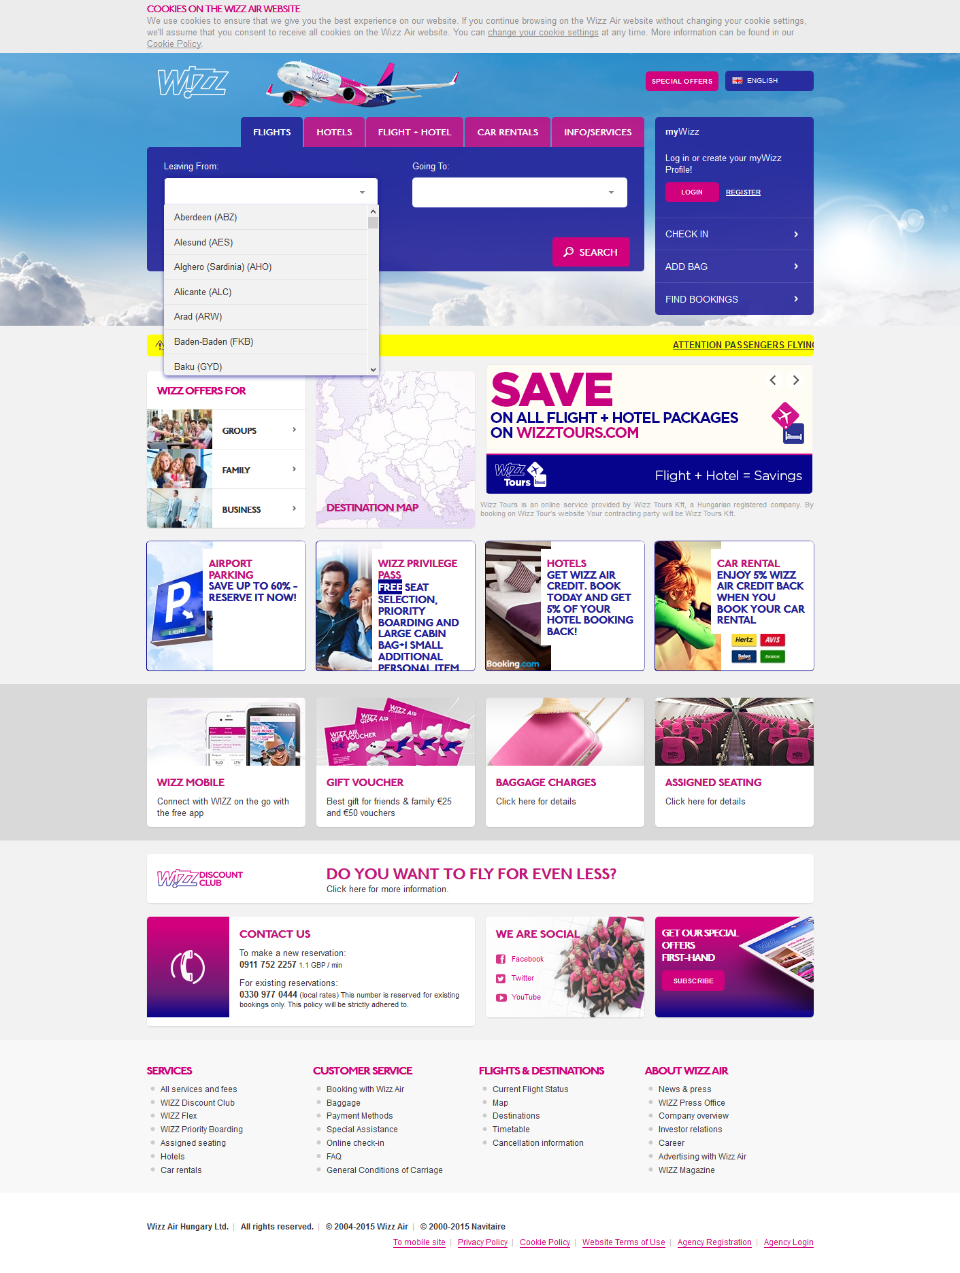 COOKIES ON THE WIZZ AIR WEBSITE
We use cookies to ensure that we give you the best experience on our website. If you continue browsing on the Wizz Air website without changing your cookie settings,
we'll assume that you consent to receive all cookies on the Wizz Air website. You can change your cookie settings at any time. More information can be found in our
Cookie Policy.
WIZZ
SPECIAL OFFERS
ENGLISH
FLIGHTS
HOTELS
FLIGHT + HOTEL
CAR RENTALS
INFO/SERVICES
Leaving From:
Going To:
Aberdeen (ABZ)
Alesund (AES)
Alghero (Sardinia) (AHO)
Alicante (ALC)
Arad (ARW)
Baden-Baden (FKB)
Baku (GYD)
SEARCH
myWizz
Log in or create your myWizz
Profile!
LOGIN
REGISTER
CHECK IN
ADD BAG
FIND BOOKINGS
ATTENTION PASSENGERS FLYING
WIZZ OFFERS FOR
GROUPS
FAMILY
BUSINESS
DESTINATION MAP
SAVE
ON ALL FLIGHT + HOTEL PACKAGES
ON WIZZTOURS.COM
WIZZ
Tours
Flight + Hotel = Savings
Wizz Tours is an online service provided by Wizz Tours Kft, a Hungarian registered company. By
booking on Wizz Tour's website Your contracting party will be Wizz Tours Kft.
P
LIBRE
AIRPORT
PARKING
SAVE UP TO 60% -
RESERVE IT NOW!
WIZZ PRIVILEGE
PASS
FREE SEAT
SELECTION,
PRIORITY
BOARDING AND
LARGE CABIN
BAG+1 SMALL
ADDITIONAL
PERSONAL ITEM
Booking.com
HOTELS
GET WIZZ AIR
CREDIT. BOOK
TODAY AND GET
5% OF YOUR
HOTEL BOOKING
BACK!
CAR RENTAL
ENJOY 5% WIZZ
AIR CREDIT BACK
WHEN YOU
BOOK YOUR CAR
RENTAL
Hertz
AVIS
Budget
Europcar
WIZZ MOBILE
Connect with WIZZ on the go with
the free app
WIZZ AIR
GIFT VOUCHER
GIFT VOUCHER
Best gift for friends & family €25
and €50 vouchers
BAGGAGE CHARGES
Click here for details
ASSIGNED SEATING
Click here for details
WIZZ DISCOUNT
CLUB
DO YOU WANT TO FLY FOR EVEN LESS?
Click here for more information.
CONTACT US
To make a new reservation:
0911 752 2257 1.1 GBP / min
For existing reservations:
0330 977 0444 (local rates) This number is reserved for existing
bookings only. This policy will be strictly adhered to.
WE ARE SOCIAL
Facebook
Twitter
YouTube
GET OUR SPECIAL
OFFERS
FIRST-HAND
SUBSCRIBE
SERVICES
All services and fees
WIZZ Discount Club
WIZZ Flex
WIZZ Priority Boarding
Assigned seating
Hotels
Car rentals
CUSTOMER SERVICE
Booking with Wizz Air
Baggage
Payment Methods
Special Assistance
Online check-in
FAQ
General Conditions of Carriage
FLIGHTS & DESTINATIONS
Current Flight Status
Map
Destinations
Timetable
Cancellation information
ABOUT WIZZ AIR
News & press
WIZZ Press Office
Company overview
Investor relations
Career
Advertising with Wizz Air
WIZZ Magazine
Wizz Air Hungary Ltd. | All rights reserved. | © 2004-2015 Wizz Air | © 2000-2015 Navitaire
To mobile site | Privacy Policy | Cookie Policy | Website Terms of Use | Agency Registration | Agency Login